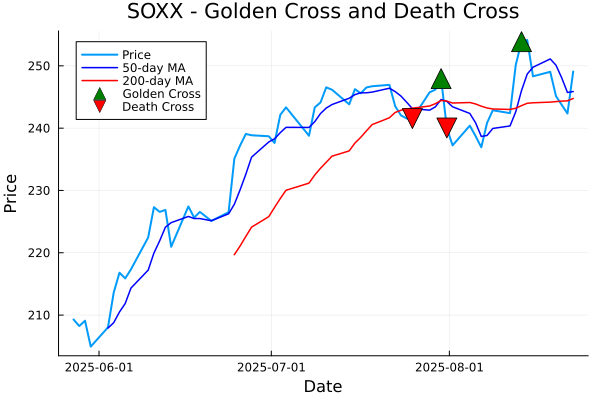 SOXX - Golden Cross and Death Cross
Price
50-day MA
200-day MA
Golden Cross
Death Cross
250
240
230
220
210
Price
2025-06-01
2025-07-01
2025-08-01
Date